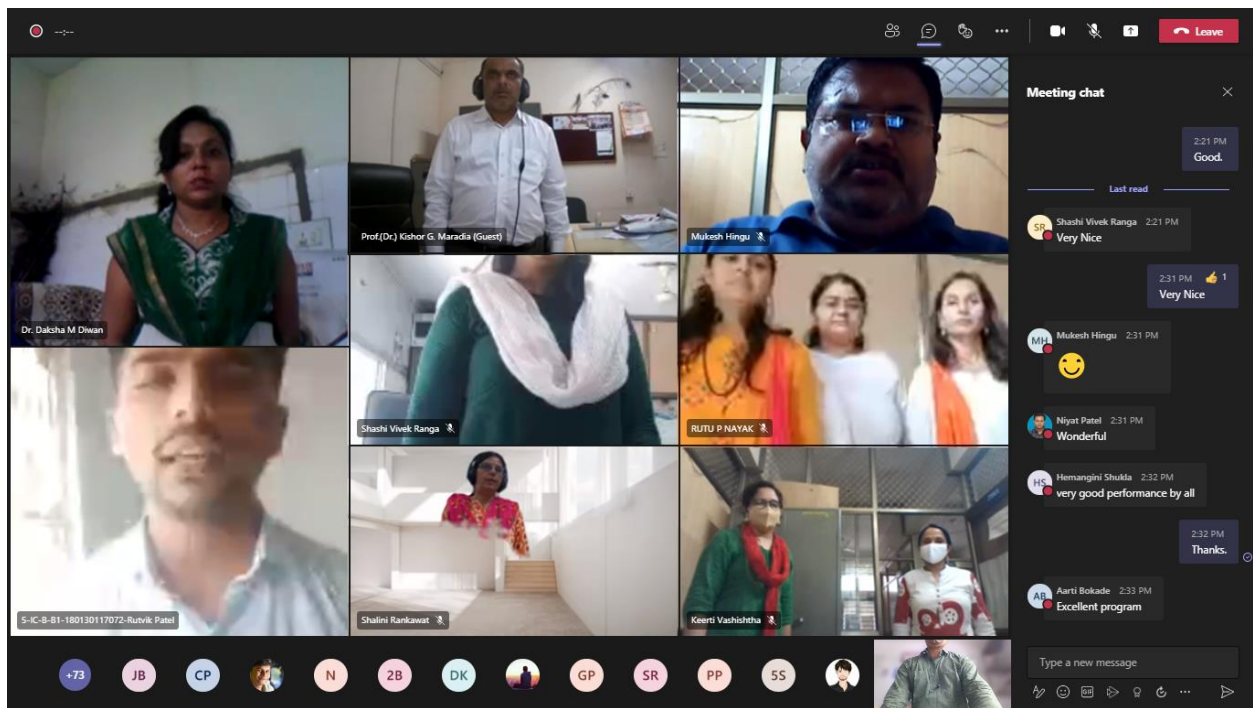 --:--
Leave
Dr. Daksha M Diwan
Prof.(Dr.) Kishor G. Maradia (Guest)
Mukesh Hingu
Shashi Vivek Ranga
RUTU P NAYAK
5-IC-B-B1-180130117072-Rutvik Patel
Shalini Rankawat
Keerti Vashishtha
+73
JB
CP
N
2B
DK
GP
SR
PP
5S
Meeting chat
2:21 PM
Good.
Last read
SR
Shashi Vivek Ranga 2:21 PM
Very Nice
2:31 PM 👍 1
Very Nice
MH
Mukesh Hingu 2:31 PM
Niyat Patel 2:31 PM
Wonderful
HS
Hemangini Shukla 2:32 PM
very good performance by all
2:32 PM
Thanks.
AB
Aarti Bokade 2:33 PM
Excellent program
Type a new message
GIF